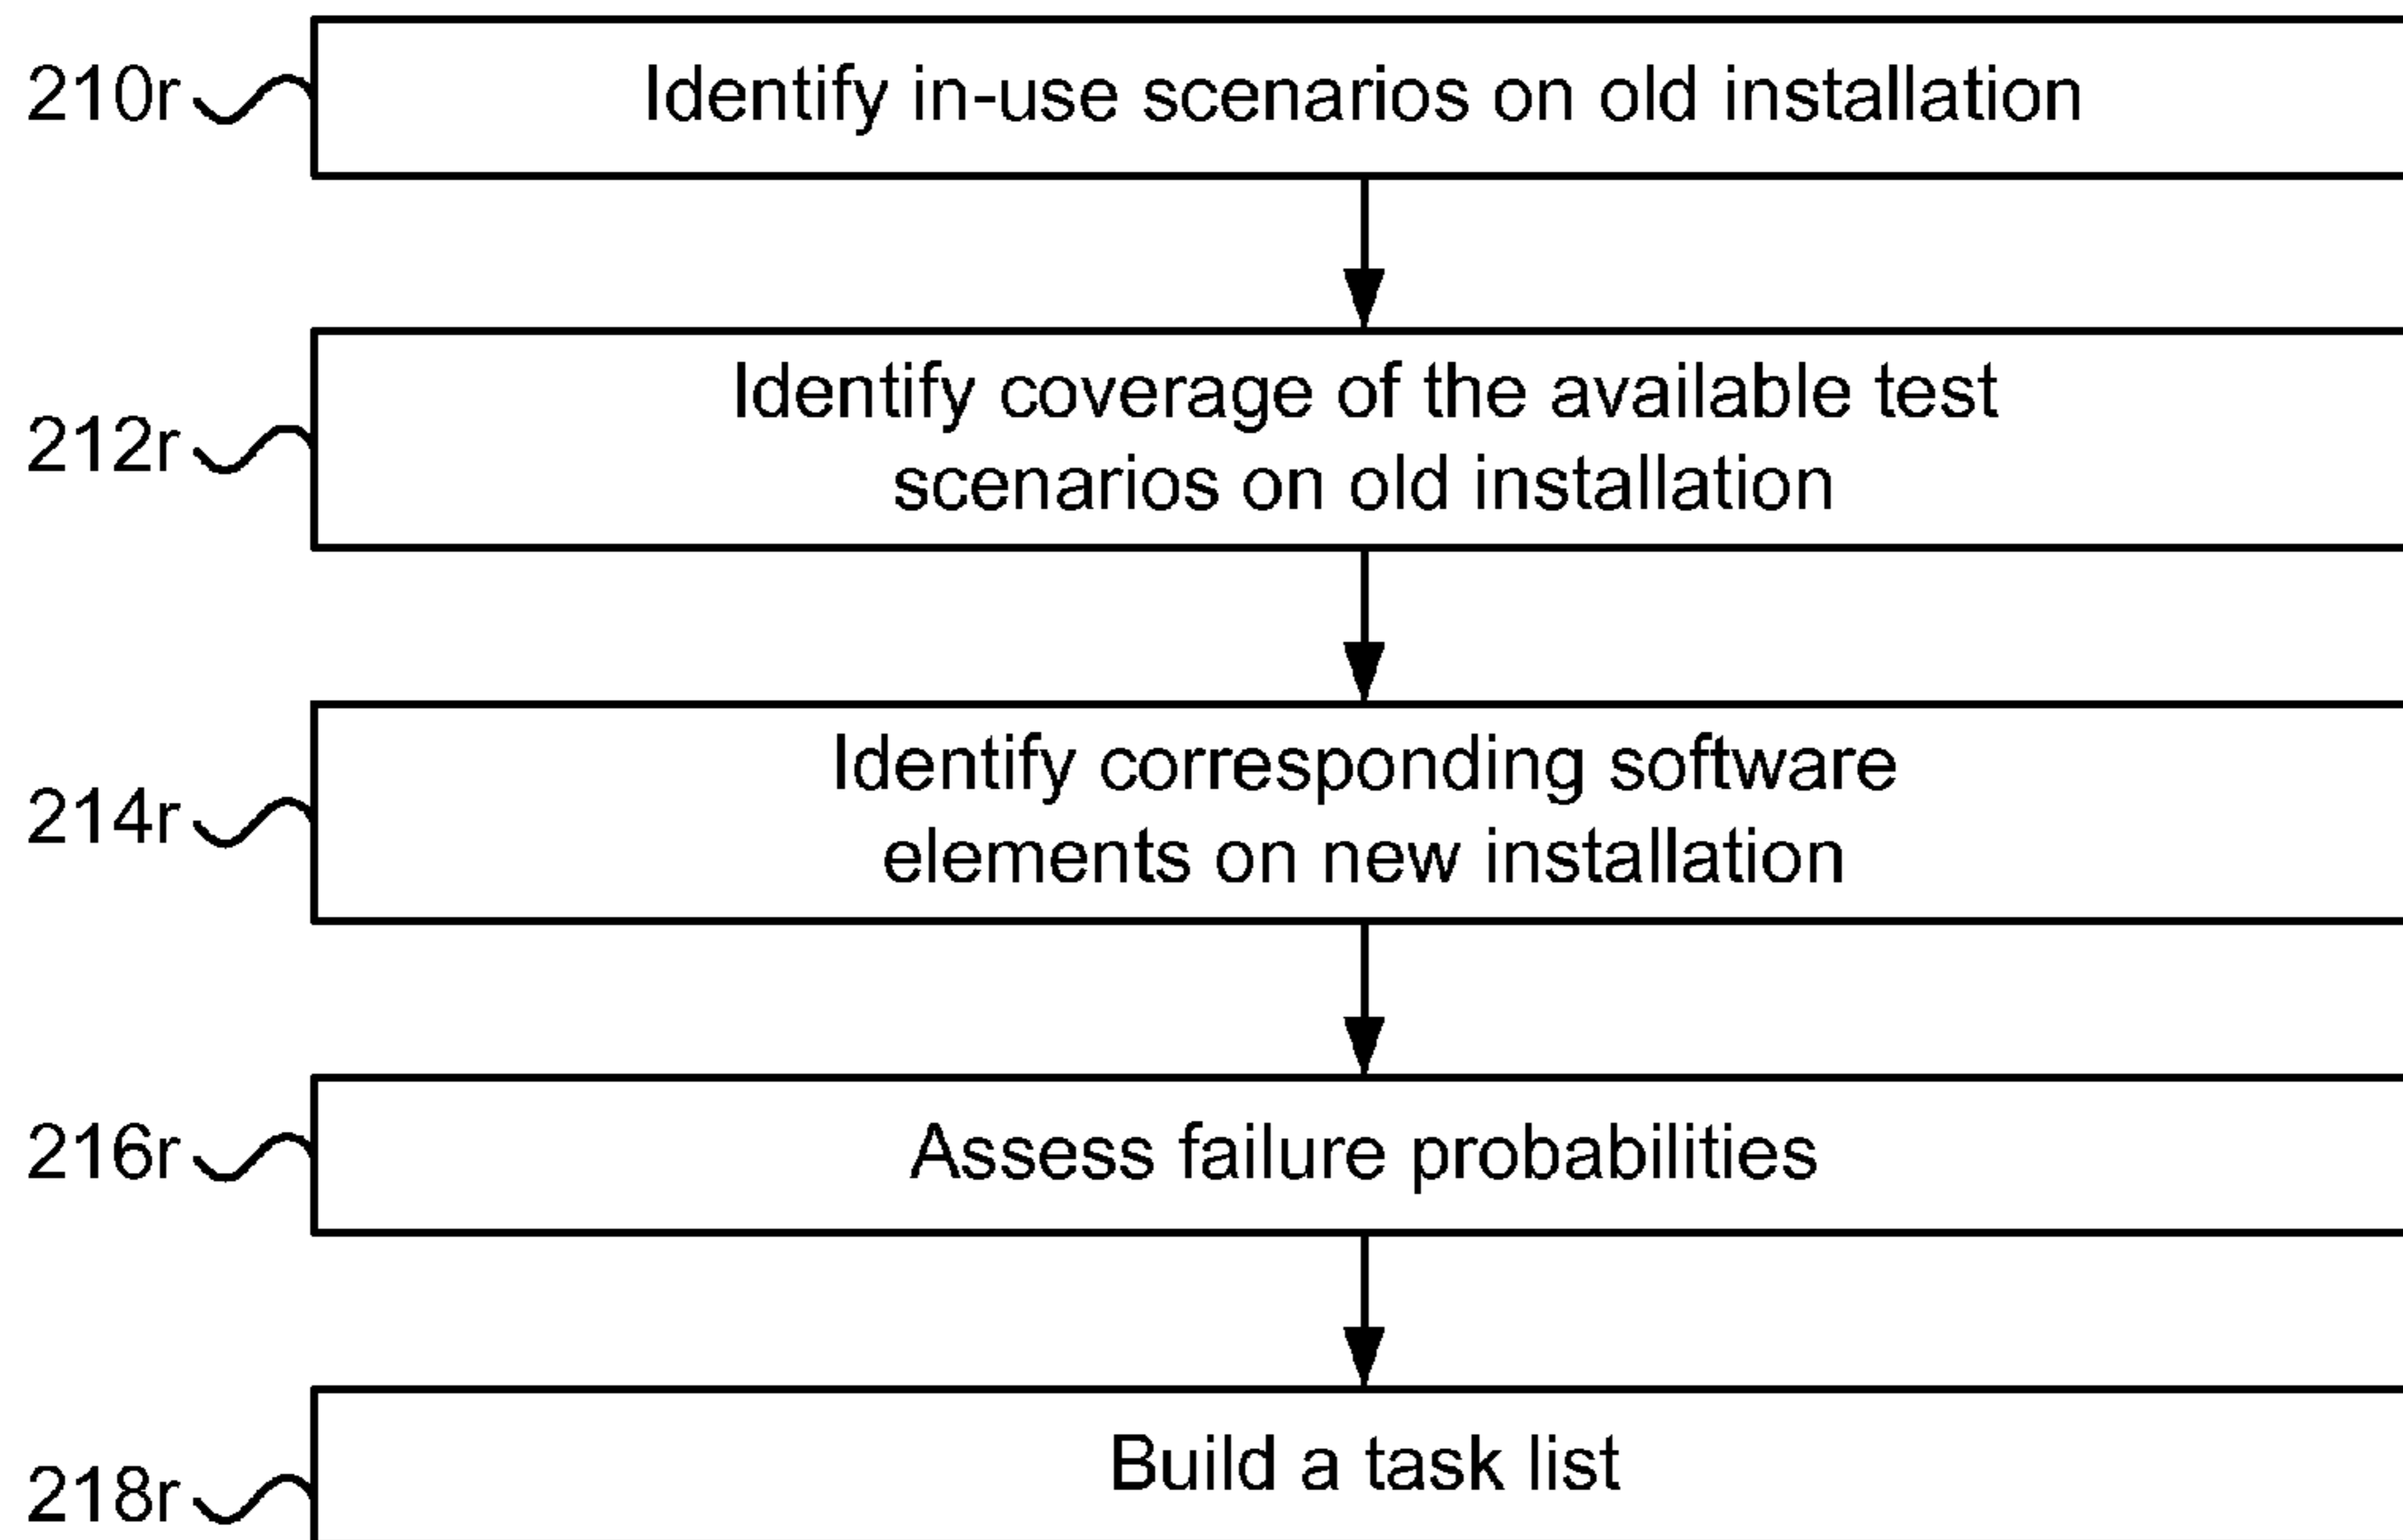 210r
Identify in-use scenarios on old installation
212r
Identify coverage of the available test
scenarios on old installation
214r
Identify corresponding software
elements on new installation
216r
Assess failure probabilities
218r
Build a task list